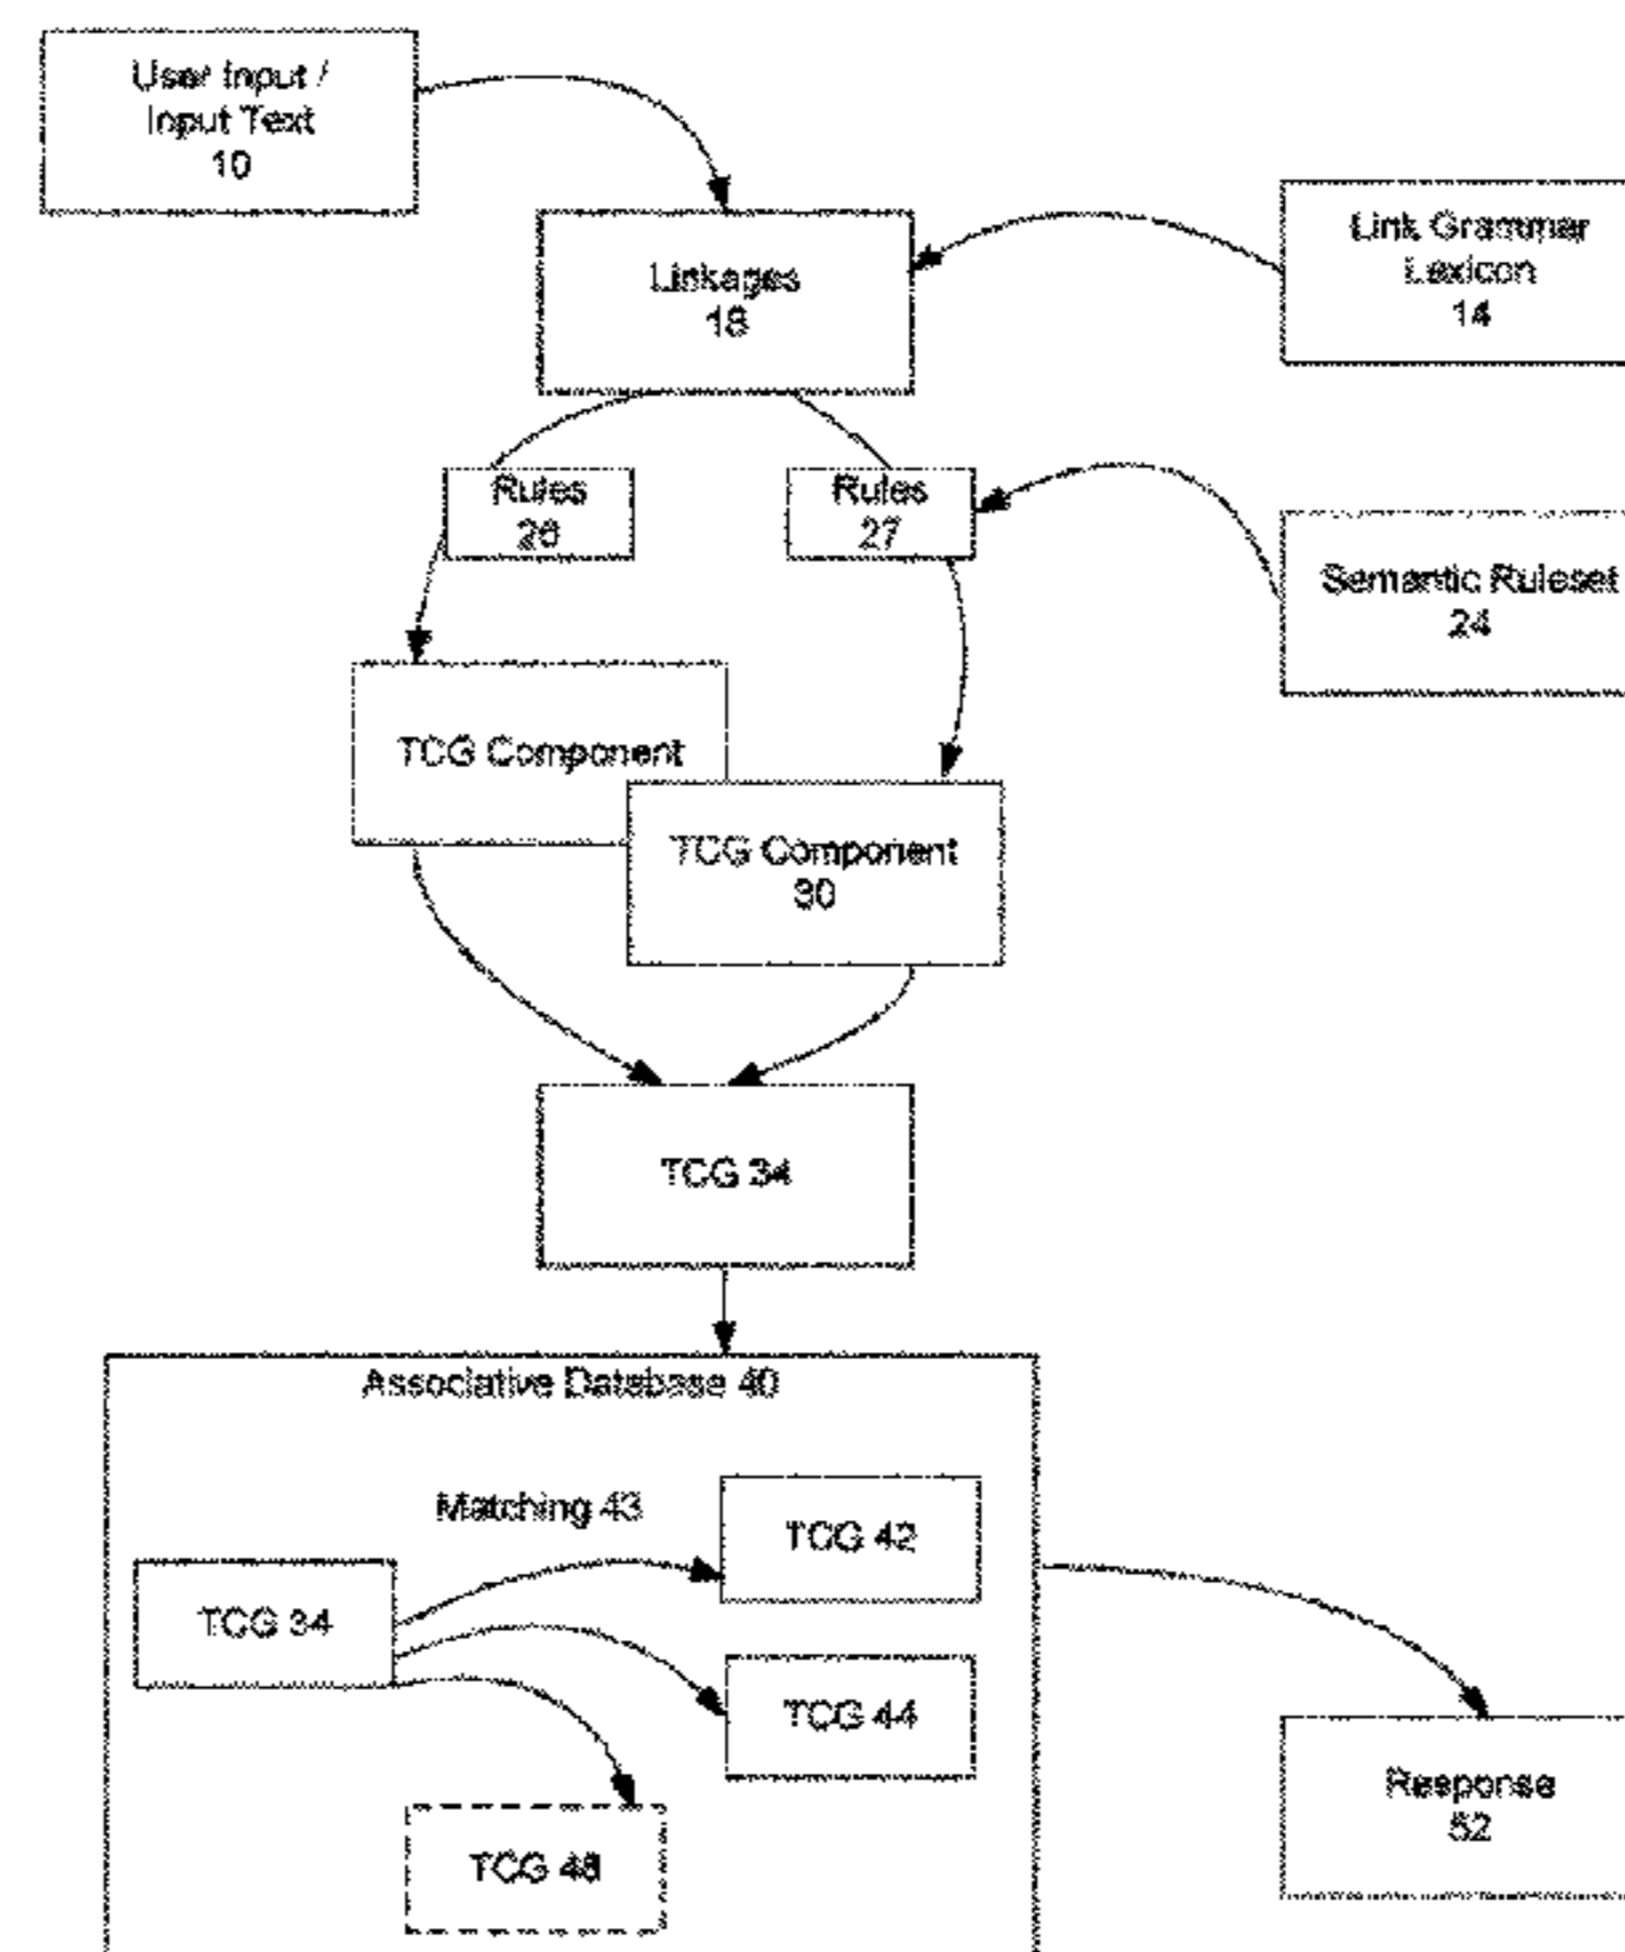 User Input /
Input Text
10
Linkages
18
Link Grammar
Lexicon
14
Rules
26
Rules
27
Semantic Ruleset
24
TCG Component
TCG Component
30
TCG 34
Associative Database 40
Matching 43
TCG 42
TCG 34
TCG 44
TCG 48
Response
52